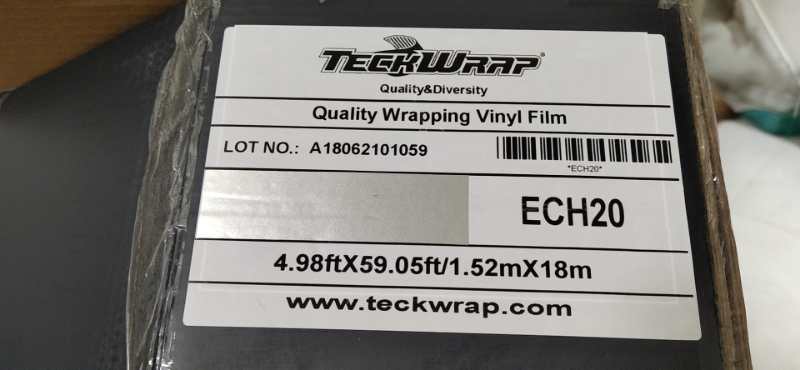 TECKWRAP®
Quality&Diversity
Quality Wrapping Vinyl Film
LOT NO.: A18062101059
*ECH20*
ECH20
4.98ftX59.05ft/1.52mX18m
www.teckwrap.com